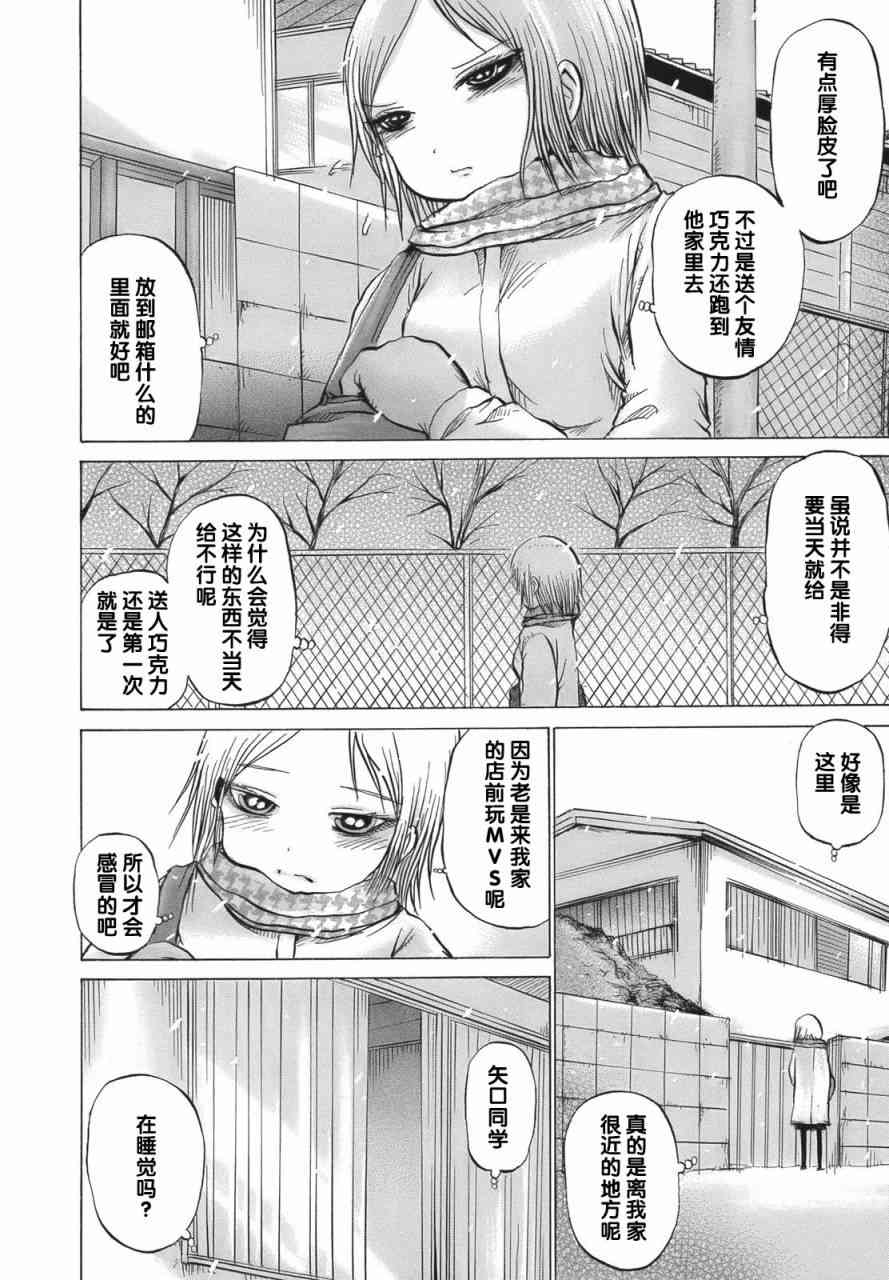 有点厚脸皮了吧
不过是送个友情
巧克力还跑到
他家里去
放到邮箱什么的
里面就好吧
虽说并不是非得
要当天就给
为什么会觉得
这样的东西不当天
给不行呢
送人巧克力
还是第一次
就是了
好像是
这里
真的是离我家
很近的地方呢
因为老是来我家
的店前玩MVS呢
所以才会
感冒的吧
矢口同学
在睡觉吗?